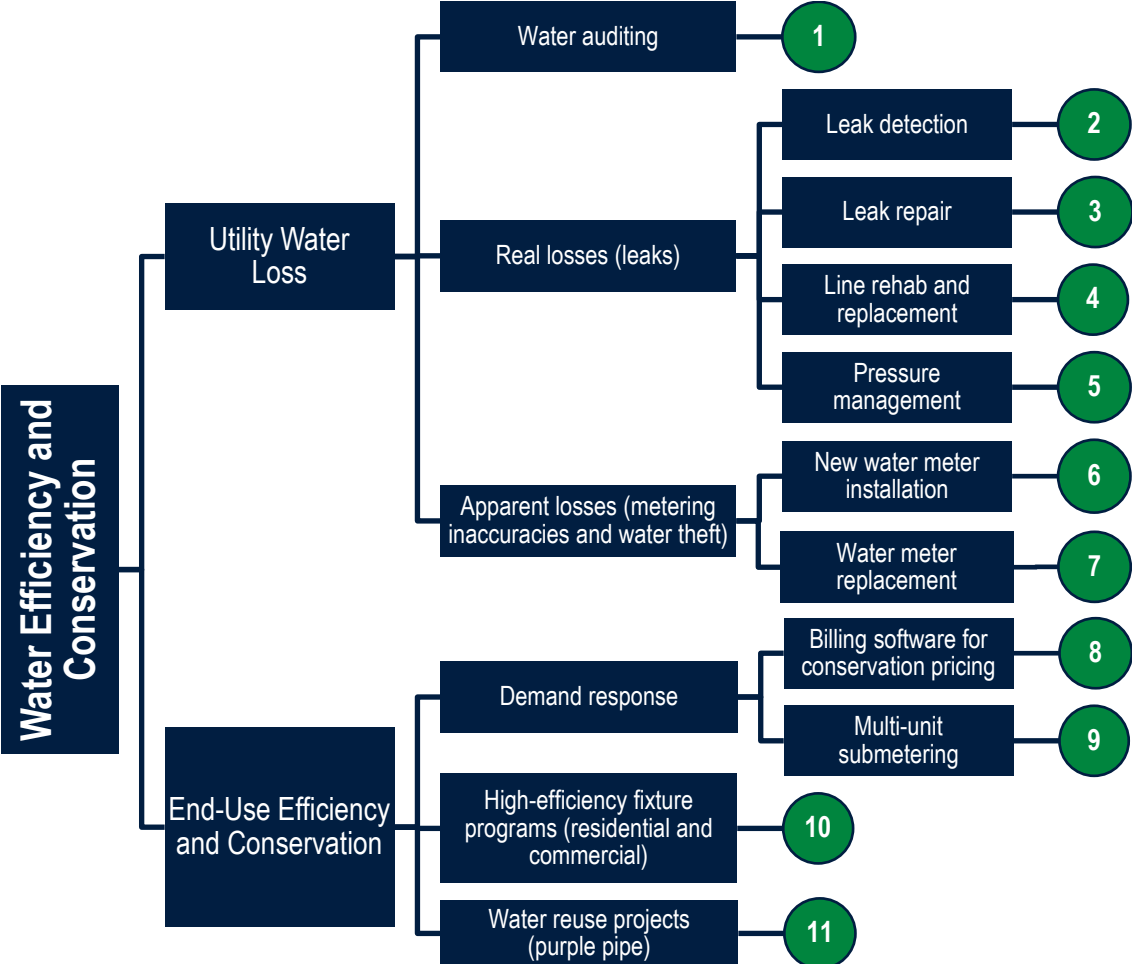 Water Efficiency and
Conservation
Utility Water
Loss
Water auditing
1
Real losses (leaks)
Leak detection
2
Leak repair
3
Line rehab and
replacement
4
Pressure
management
5
Apparent losses (metering
inaccuracies and water theft)
New water meter
installation
6
Water meter
replacement
7
End-Use Efficiency
and Conservation
Demand response
Billing software for
conservation pricing
8
Multi-unit
submetering
9
High-efficiency fixture
programs (residential and
commercial)
10
Water reuse projects
(purple pipe)
11